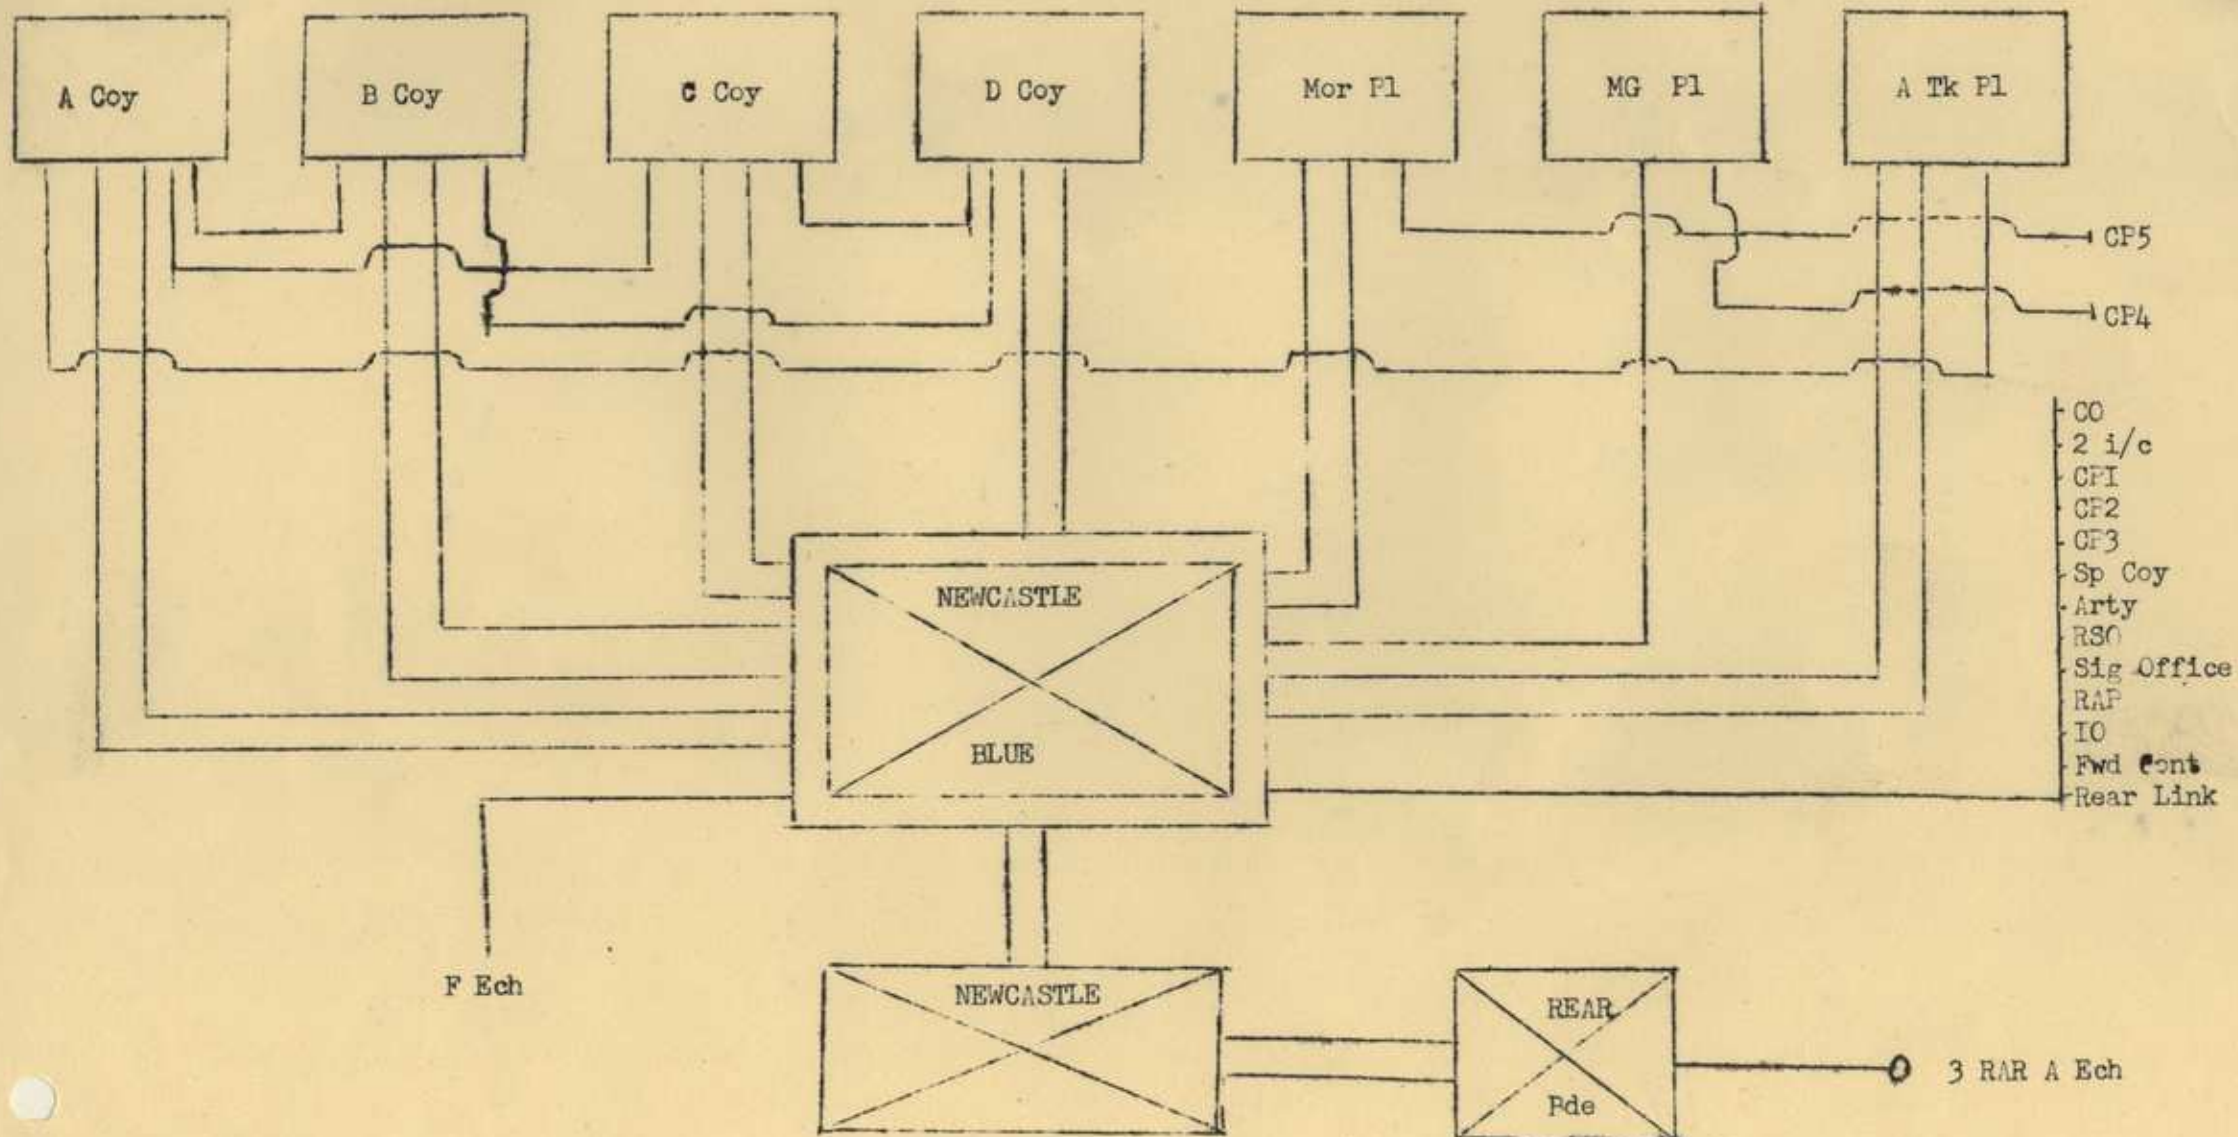 A Coy
B Coy
C Coy
D Coy
Mor Pl
MG Pl
A Tk Pl
CP5
CP4
CO
2 i/c
CPI
CP2
CP3
Sp Coy
Arty
RSO
Sig Office
RAP
IO
Fwd Cont
Rear Link
NEWCASTLE
BLUE
F Ech
NEWCASTLE
REAR
Bde
3 RAR A Ech